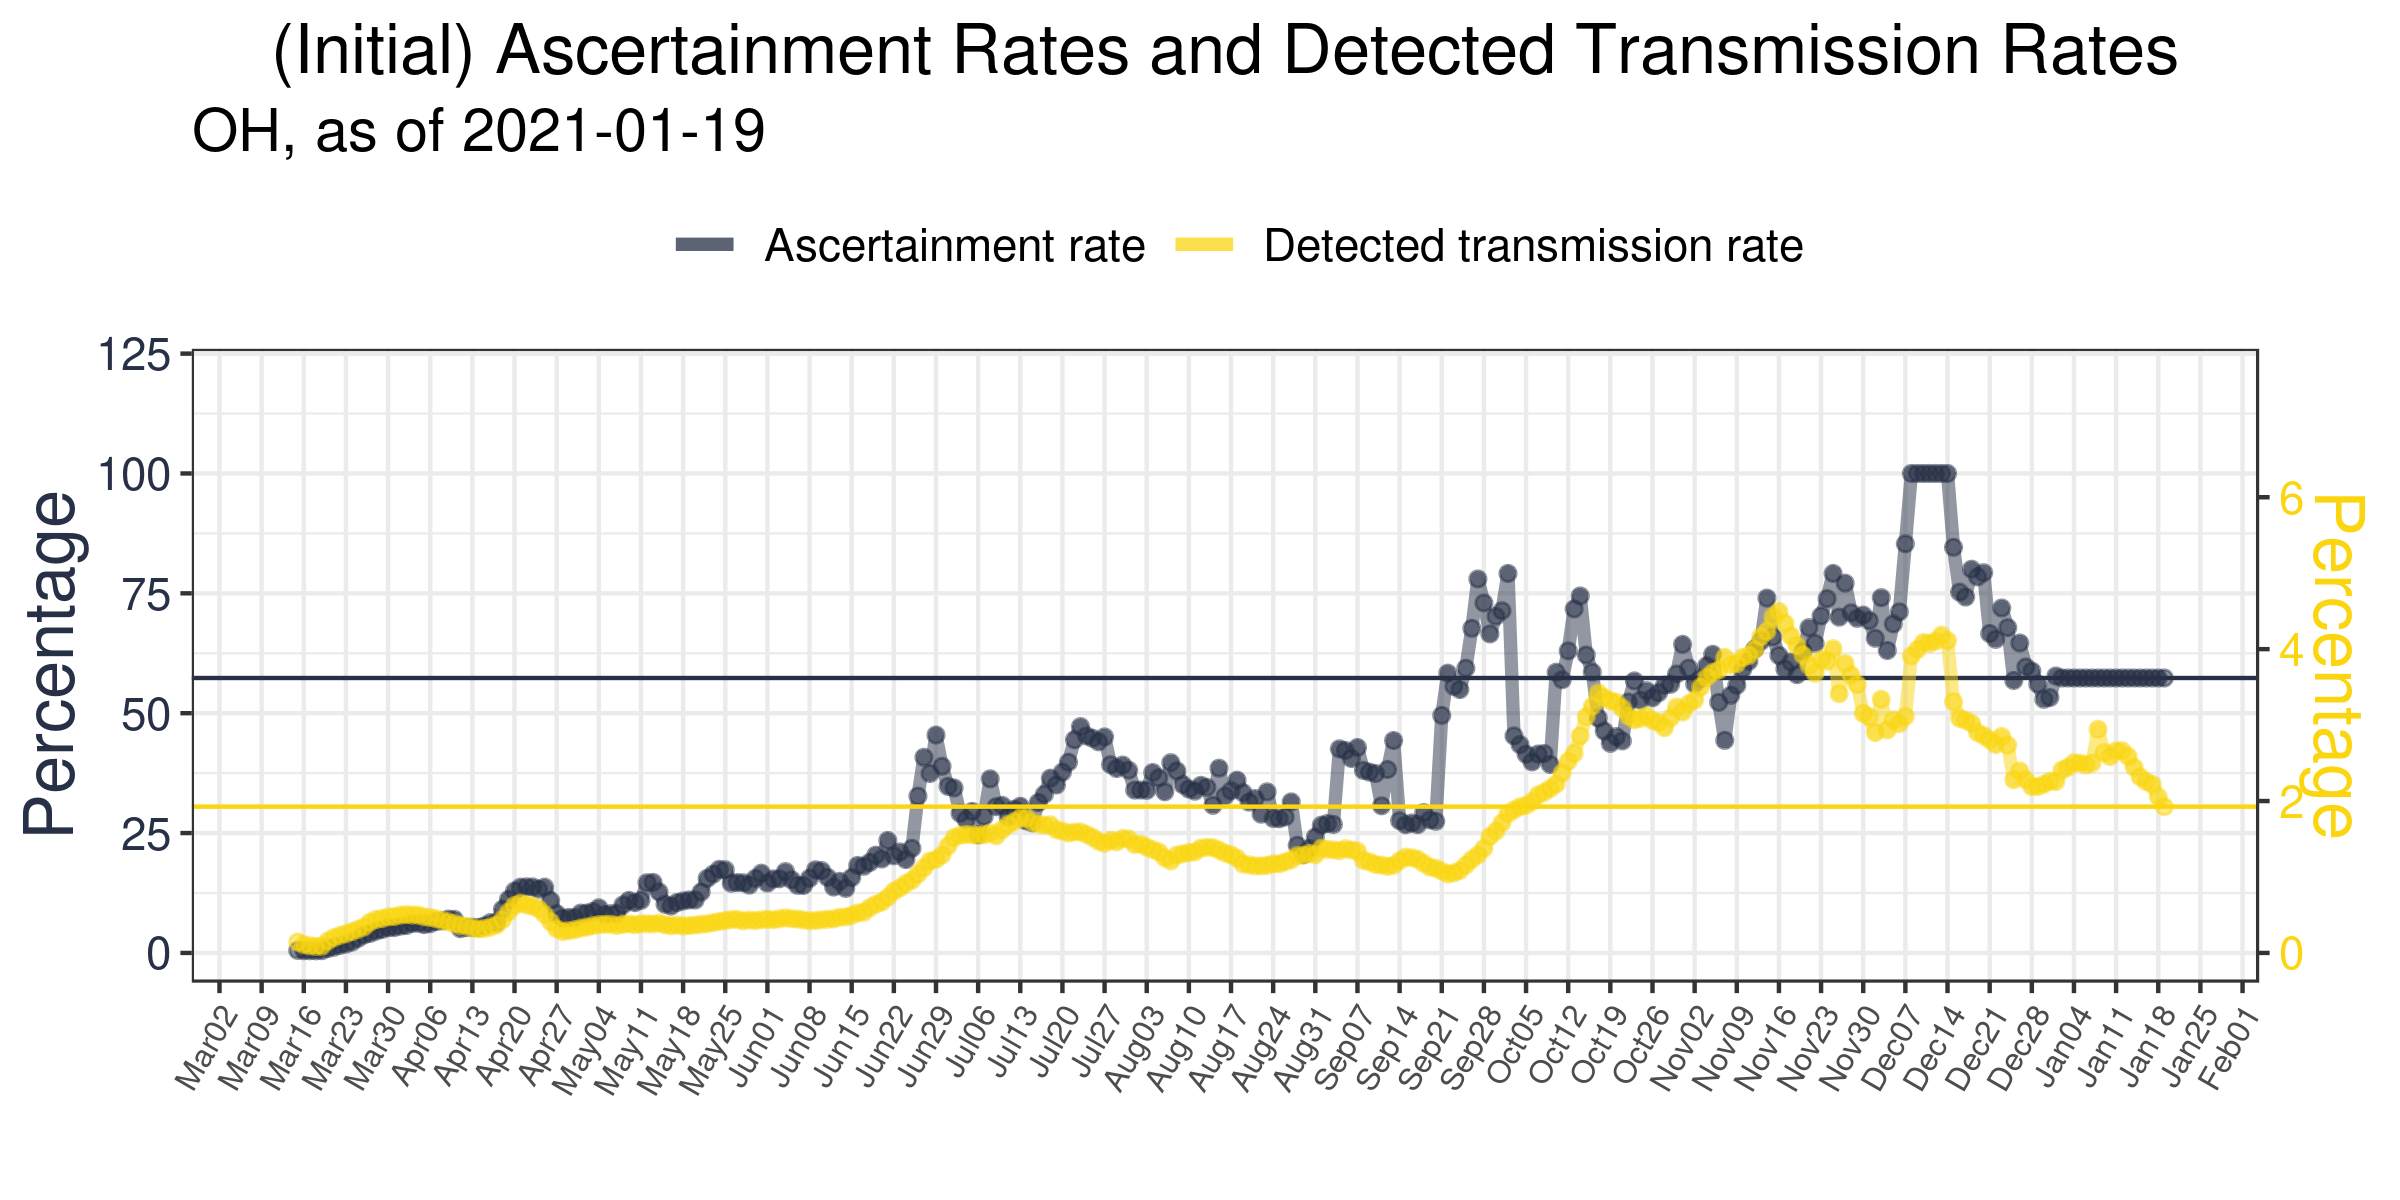 (Initial) Ascertainment Rates and Detected Transmission Rates
OH, as of 2021-01-19
Ascertainment rate
Detected transmission rate
Percentage
125
100
75
50
25
0
6
4
2
0
Percentage
Mar02
Mar09
Mar16
Mar23
Mar30
Apr06
Apr13
Apr20
Apr27
May04
May11
May18
May25
Jun01
Jun08
Jun15
Jun22
Jun29
Jul06
Jul13
Jul20
Jul27
Aug03
Aug10
Aug17
Aug24
Aug31
Sep07
Sep14
Sep21
Sep28
Oct05
Oct12
Oct19
Oct26
Nov02
Nov09
Nov16
Nov23
Nov30
Dec07
Dec14
Dec21
Dec28
Jan04
Jan11
Jan18
Jan25
Feb01